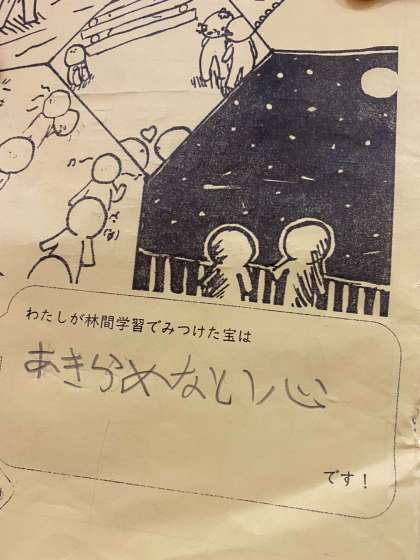 わたしが林間学習でみつけた宝は
あきらめない心
です!